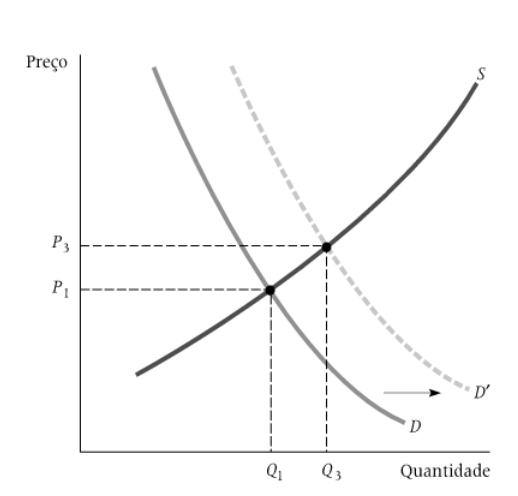 Preço
S
P₃
P₁
D′
D
Q₁
Q₃
Quantidade